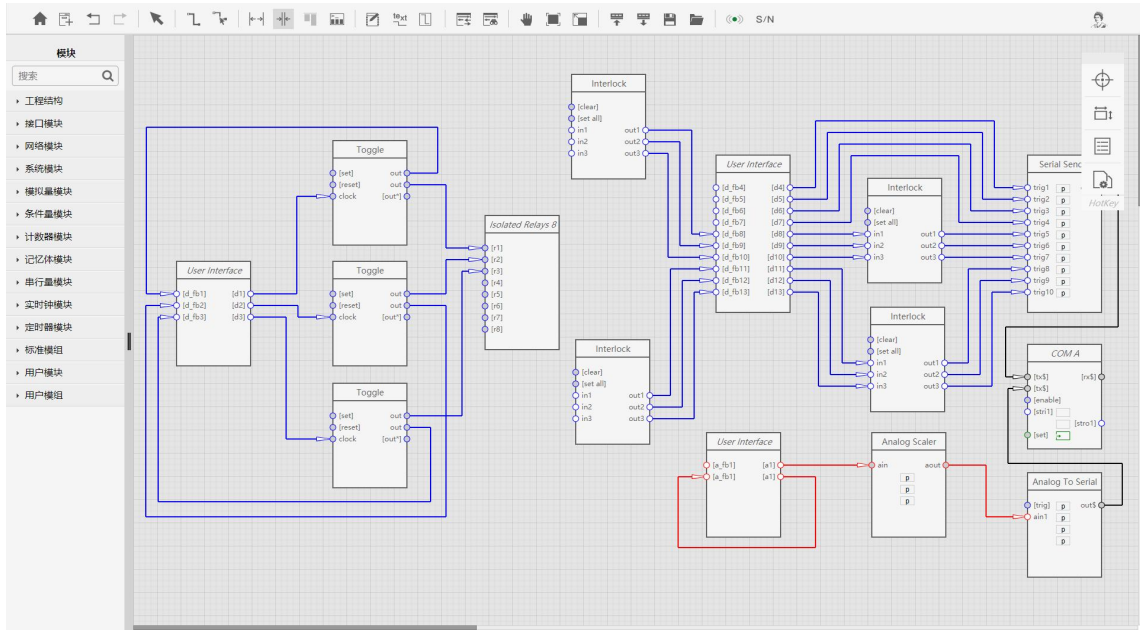 text
S/N
模块
搜索
工程结构
接口模块
网络模块
系统模块
模拟量模块
条件量模块
计数器模块
记忆体模块
串行量模块
实时钟模块
定时器模块
标准模组
用户模块
用户模组
Toggle
[set] out
[reset] out
clock [out*]
User Interface
[d_fb1] [d1]
[d_fb2] [d2]
[d_fb3] [d3]
Toggle
[set] out
[reset] out
clock [out*]
Toggle
[set] out
[reset] out
clock [out*]
Isolated Relays 8
[r1]
[r2]
[r3]
[r4]
[r5]
[r6]
[r7]
[r8]
Interlock
[clear]
[set all]
in1 out1
in2 out2
in3 out3
Interlock
[clear]
[set all]
in1 out1
in2 out2
in3 out3
User Interface
[d_fb4] [d4]
[d_fb5] [d5]
[d_fb6] [d6]
[d_fb7] [d7]
[d_fb8] [d8]
[d_fb9] [d9]
[d_fb10] [d10]
[d_fb11] [d11]
[d_fb12] [d12]
[d_fb13] [d13]
Interlock
[clear]
[set all]
in1 out1
in2 out2
in3 out3
Interlock
[clear]
[set all]
in1 out1
in2 out2
in3 out3
Serial Send
trig1 p
trig2 p
trig3 p
trig4 p
trig5 p
trig6 p
trig7 p
trig8 p
trig9 p
trig10 p
HotKey
COM A
[tx$] [rx$]
[tx$]
[enable]
[stri1]
[stro1]
[set]
User Interface
[a_fb1] [a1]
[a_fb1] [a1]
Analog Scaler
ain aout
p
p
p
Analog To Serial
[trig] p out$
ain1 p
p
p